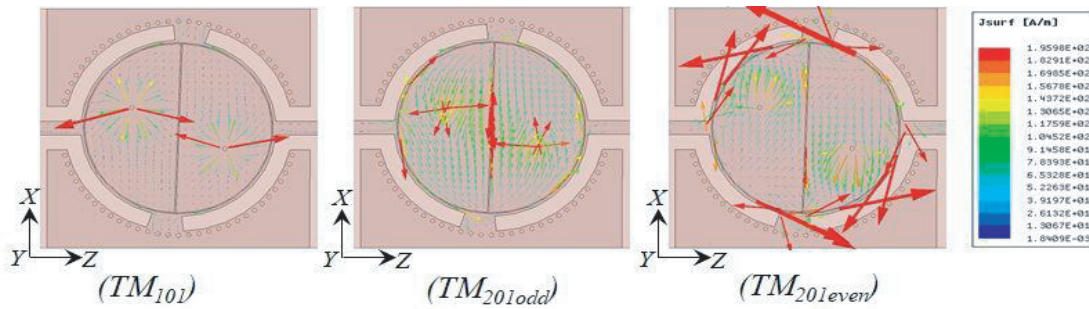 Jsurf [A/m]
1.9598E+02
1.8291E+02
1.6985E+02
1.5678E+02
1.4372E+02
1.3065E+02
1.1759E+02
1.0452E+02
9.1458E+01
7.8393E+01
6.5328E+01
5.2263E+01
3.9197E+01
2.6132E+01
1.3067E+01
1.8409E-03
X
Y Z
(TM101)
X
Y Z
(TM201odd)
X
Y Z
(TM201even)